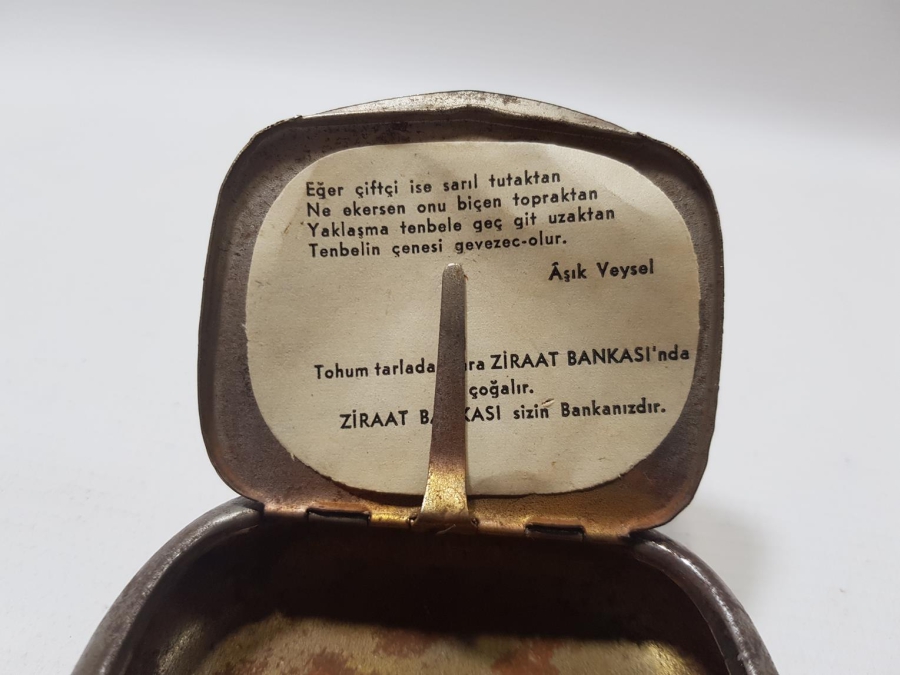 Eğer çiftçi ise sarıl tutaktan
Ne ekersen onu biçen topraktan
Yaklaşma tenbele geç git uzaktan
Tenbelin çenesi gevezec-olur.
Âşık Veysel
Tohum tarlada ZİRAAT BANKASI'nda
çoğalır.
ZİRAAT sizin Bankanızdır.